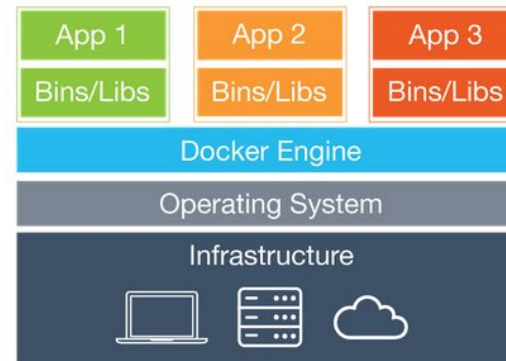 App 1
App 2
App 3
Bins/Libs
Bins/Libs
Bins/Libs
Docker Engine
Operating System
Infrastructure